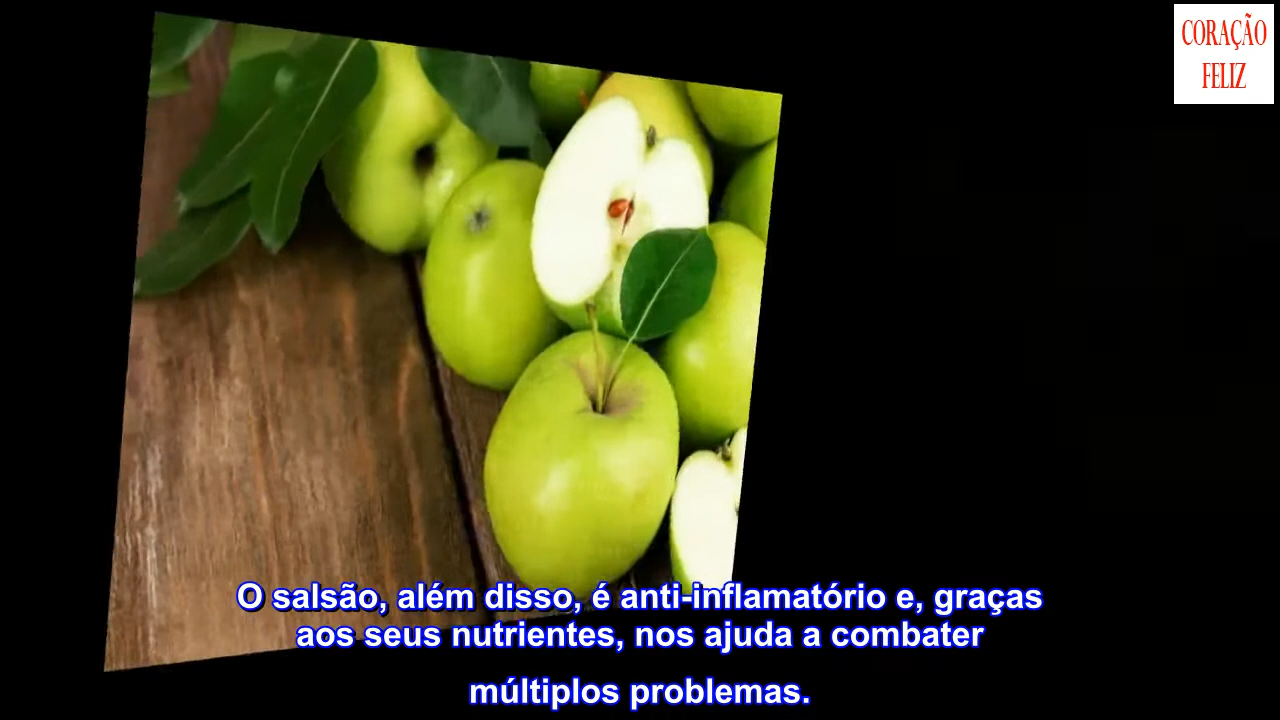 CORAÇÃO
FELIZ
O salsão, além disso, é anti-inflamatório e, graças
aos seus nutrientes, nos ajuda a combater
múltiplos problemas.